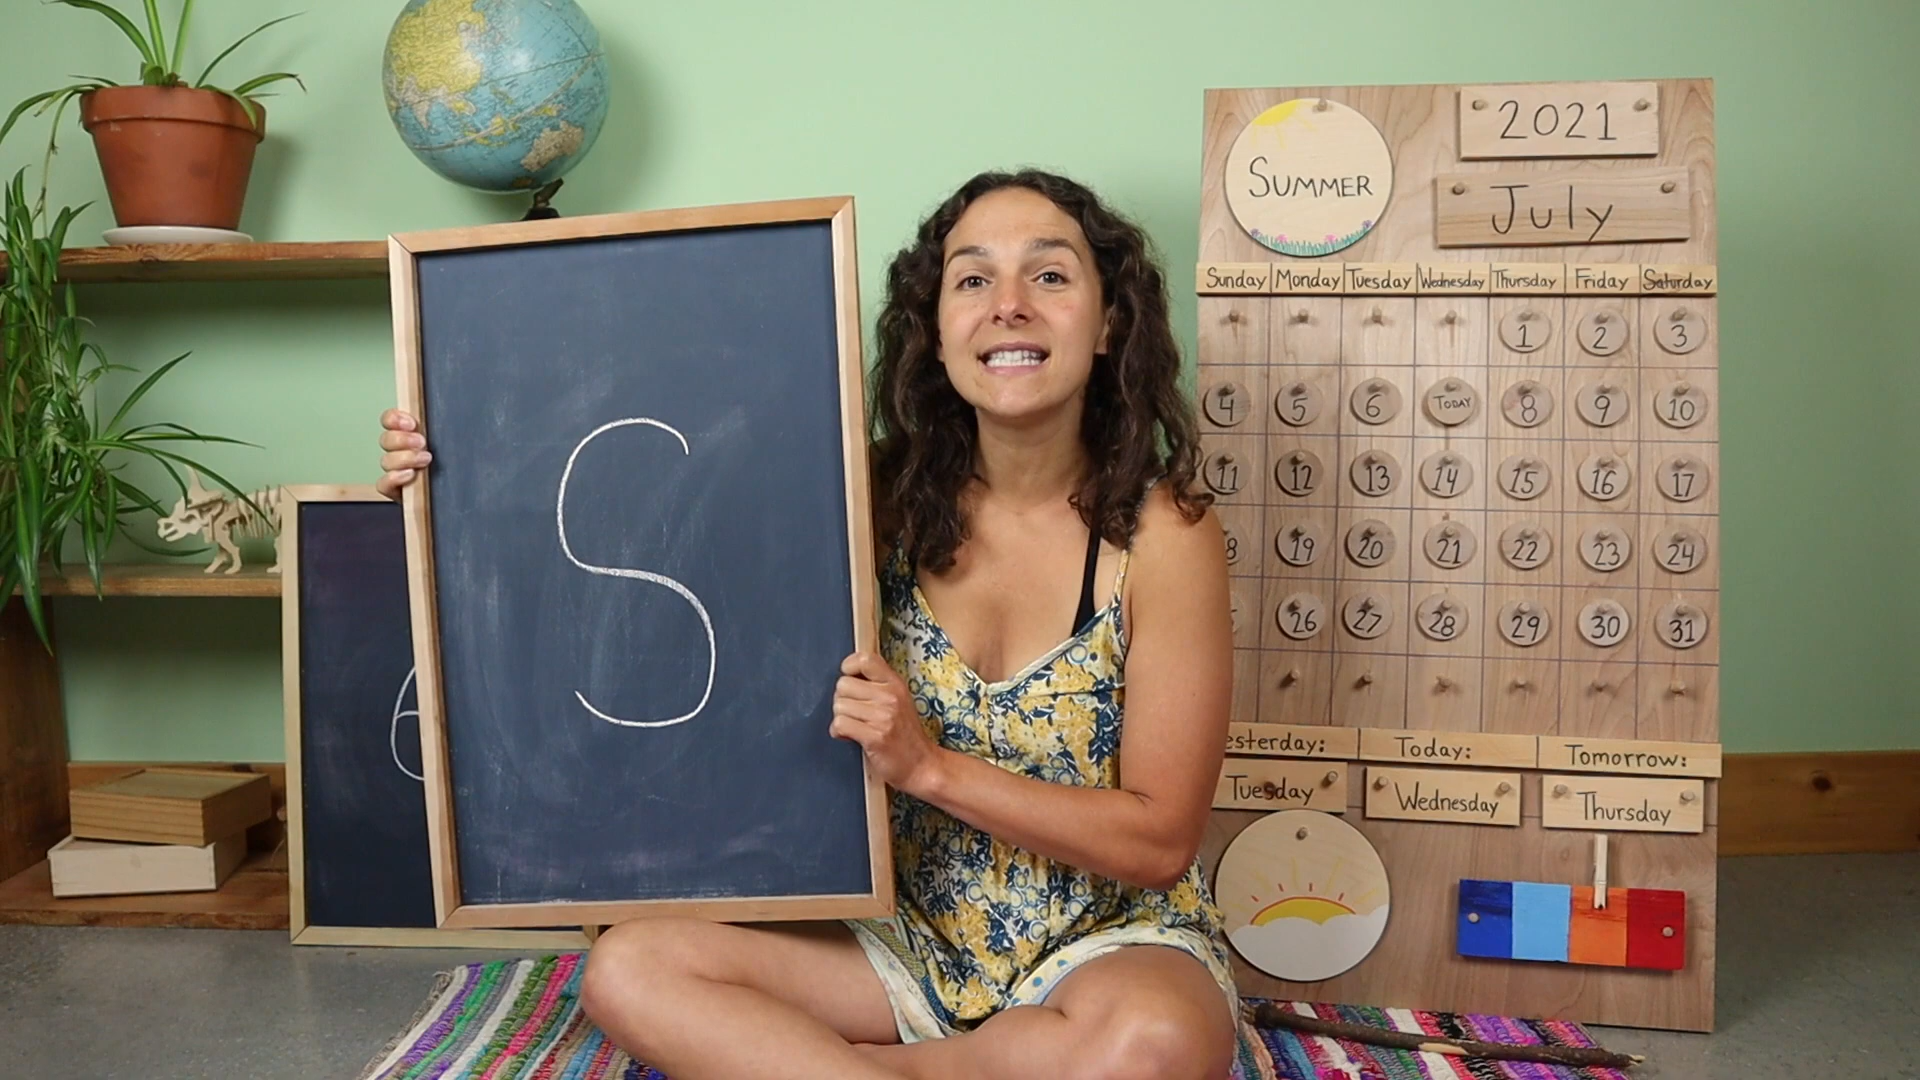 S
2021
SUMMER
July
Sunday Monday Tuesday Wednesday Thursday Friday Saturday
1 2 3
4 5 6 TODAY 8 9 10
11 12 13 14 15 16 17
8 19 20 21 22 23 24
26 27 28 29 30 31
esterday: Today: Tomorrow:
Tuesday Wednesday Thursday